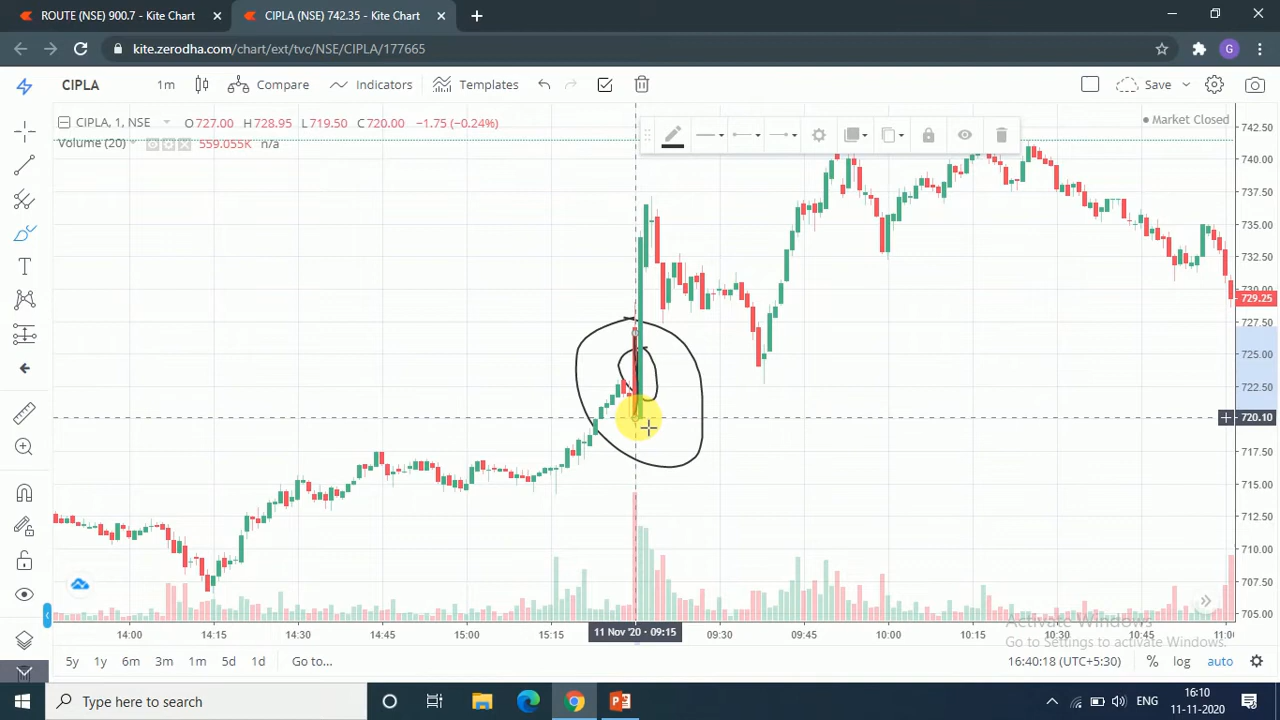 ROUTE (NSE) 900.7 - Kite Chart
CIPLA (NSE) 742.35 - Kite Chart
kite.zerodha.com/chart/ext/tvc/NSE/CIPLA/177665
G
CIPLA 1m Compare Indicators Templates Save
CIPLA, 1, NSE O727.00 H728.95 L719.50 C720.00 −1.75 (−0.24%)
Volume (20) 559.055K n/a
Market Closed
742.50
740.00
737.50
735.00
732.50
730.00
729.25
727.50
725.00
722.50
720.10
717.50
715.00
712.50
710.00
707.50
705.00
14:00 14:15 14:30 14:45 15:00 15:15 11 Nov '20 - 09:15 09:30 09:45 10:00 10:15 10:30 10:45 11:0
Activate Windows
Go to Settings to activate Windows.
5y 1y 6m 3m 1m 5d 1d Go to... 16:40:18 (UTC+5:30) % log auto
Type here to search
ENG
16:10
11-11-2020